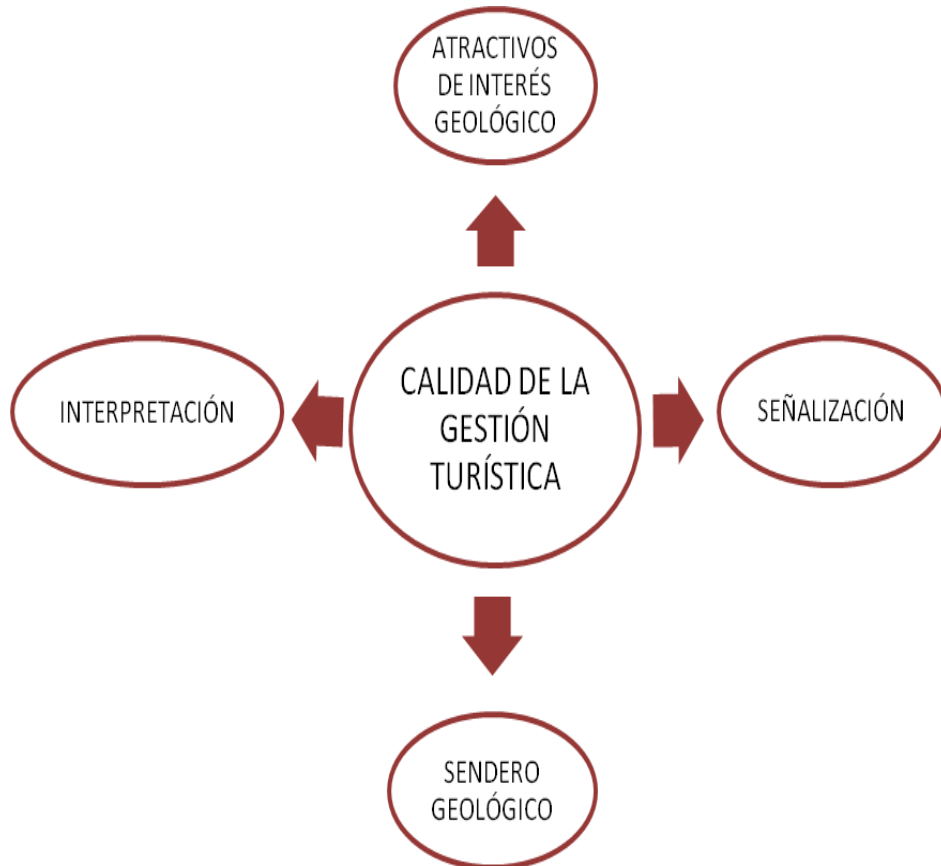 ATRACTIVOS
DE INTERÉS
GEOLÓGICO
INTERPRETACIÓN
CALIDAD DE LA
GESTIÓN
TURÍSTICA
SEÑALIZACIÓN
SENDERO
GEOLÓGICO